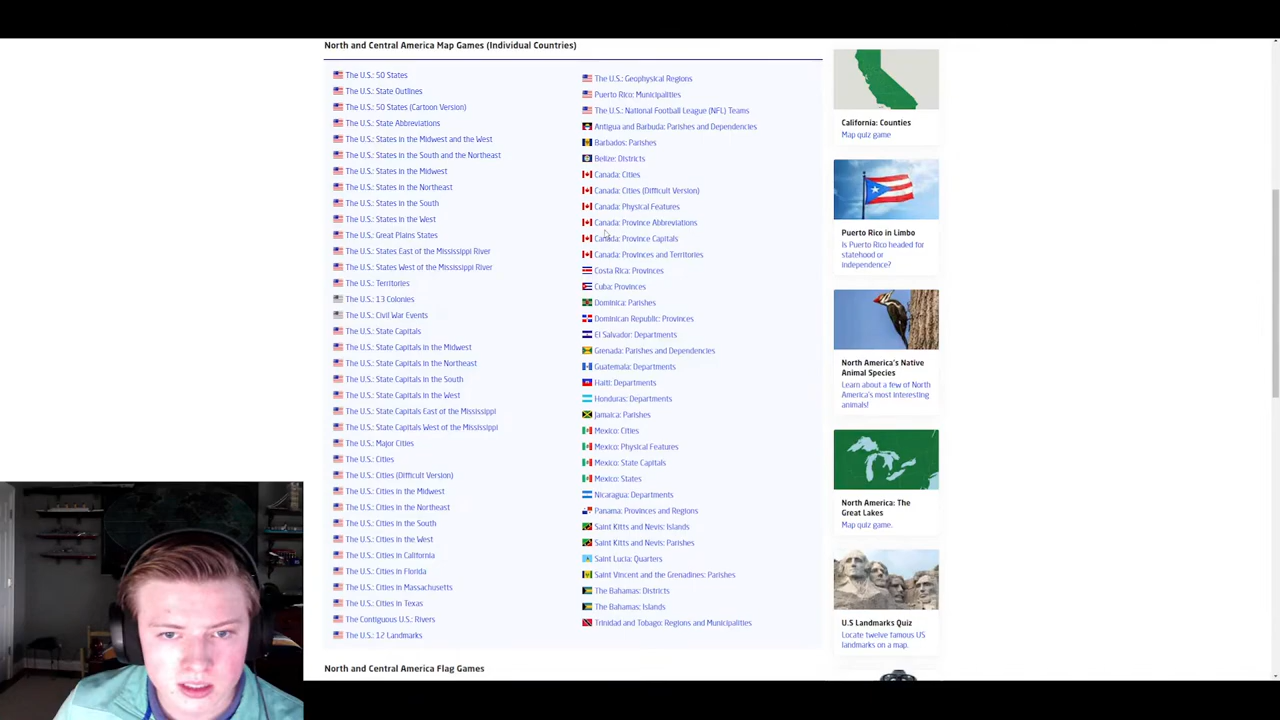 North and Central America Map Games (Individual Countries)
The U.S.: 50 States
The U.S.: State Outlines
The U.S.: 50 States (Cartoon Version)
The U.S.: State Abbreviations
The U.S.: States in the Midwest and the West
The U.S.: States in the South and the Northeast
The U.S.: States in the Midwest
The U.S.: States in the Northeast
The U.S.: States in the South
The U.S.: States in the West
The U.S.: Great Plains States
The U.S.: States East of the Mississippi River
The U.S.: States West of the Mississippi River
The U.S.: Territories
The U.S.: 13 Colonies
The U.S.: Civil War Events
The U.S.: State Capitals
The U.S.: State Capitals in the Midwest
The U.S.: State Capitals in the Northeast
The U.S.: State Capitals in the South
The U.S.: State Capitals in the West
The U.S.: State Capitals East of the Mississippi
The U.S.: State Capitals West of the Mississippi
The U.S.: Major Cities
The U.S.: Cities
The U.S.: Cities (Difficult Version)
The U.S.: Cities in the Midwest
The U.S.: Cities in the Northeast
The U.S.: Cities in the South
The U.S.: Cities in the West
The U.S.: Cities in California
The U.S.: Cities in Florida
The U.S.: Cities in Massachusetts
The U.S.: Cities in Texas
The Contiguous U.S.: Rivers
The U.S.: 12 Landmarks
The U.S.: Geophysical Regions
Puerto Rico: Municipalities
The U.S.: National Football League (NFL) Teams
Antigua and Barbuda: Parishes and Dependencies
Barbados: Parishes
Belize: Districts
Canada: Cities
Canada: Cities (Difficult Version)
Canada: Physical Features
Canada: Province Abbreviations
Canada: Province Capitals
Canada: Provinces and Territories
Costa Rica: Provinces
Cuba: Provinces
Dominica: Parishes
Dominican Republic: Provinces
El Salvador: Departments
Grenada: Parishes and Dependencies
Guatemala: Departments
Haiti: Departments
Honduras: Departments
Jamaica: Parishes
Mexico: Cities
Mexico: Physical Features
Mexico: State Capitals
Mexico: States
Nicaragua: Departments
Panama: Provinces and Regions
Saint Kitts and Nevis: Islands
Saint Kitts and Nevis: Parishes
Saint Lucia: Quarters
Saint Vincent and the Grenadines: Parishes
The Bahamas: Districts
The Bahamas: Islands
Trinidad and Tobago: Regions and Municipalities
North and Central America Flag Games
California: Counties
Map quiz game
Puerto Rico in Limbo
Is Puerto Rico headed for
statehood or
independence?
North America's Native
Animal Species
Learn about a few of North
America's most interesting
animals!
North America: The
Great Lakes
Map quiz game.
U.S Landmarks Quiz
Locate twelve famous US
landmarks on a map.